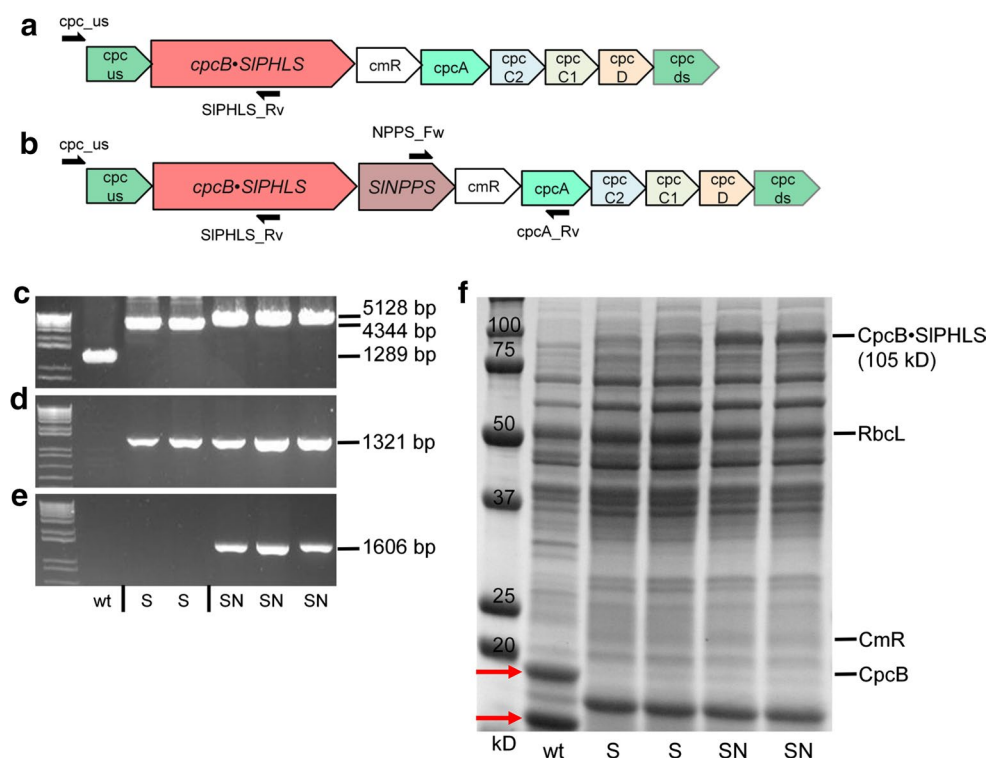 a
cpc_us
cpc
us
cpcB•SlPHLS
cmR
cpcA
cpc
C2
cpc
C1
cpc
D
cpc
ds
SlPHLS_Rv
b
cpc_us
NPPS_Fw
cpc
us
cpcB•SlPHLS
SlNPPS
cmR
cpcA
cpc
C2
cpc
C1
cpc
D
cpc
ds
SlPHLS_Rv
cpcA_Rv
c
5128 bp
4344 bp
1289 bp
d
1321 bp
e
1606 bp
wt S S SN SN SN
f
100
75
50
37
25
20
CpcB•SlPHLS
(105 kD)
RbcL
CmR
CpcB
kD wt S S SN SN